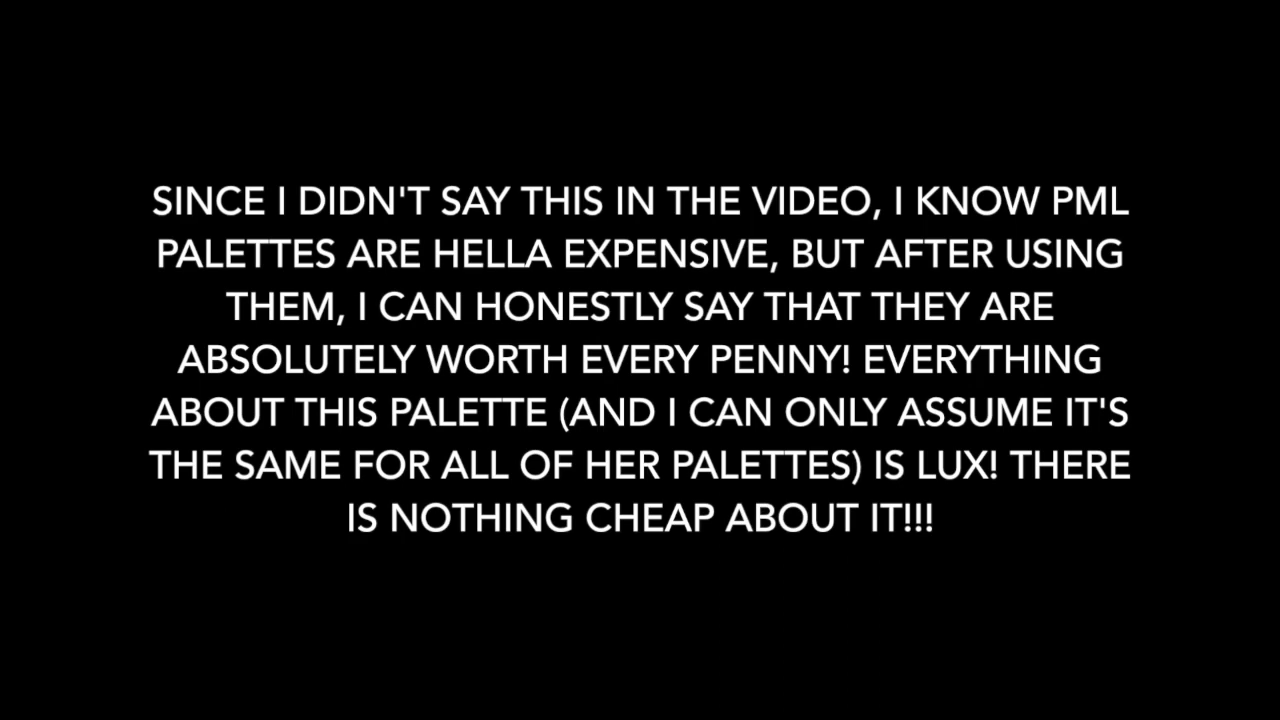 SINCE I DIDN'T SAY THIS IN THE VIDEO, I KNOW PML
PALETTES ARE HELLA EXPENSIVE, BUT AFTER USING
THEM, I CAN HONESTLY SAY THAT THEY ARE
ABSOLUTELY WORTH EVERY PENNY! EVERYTHING
ABOUT THIS PALETTE (AND I CAN ONLY ASSUME IT'S
THE SAME FOR ALL OF HER PALETTES) IS LUX! THERE
IS NOTHING CHEAP ABOUT IT!!!